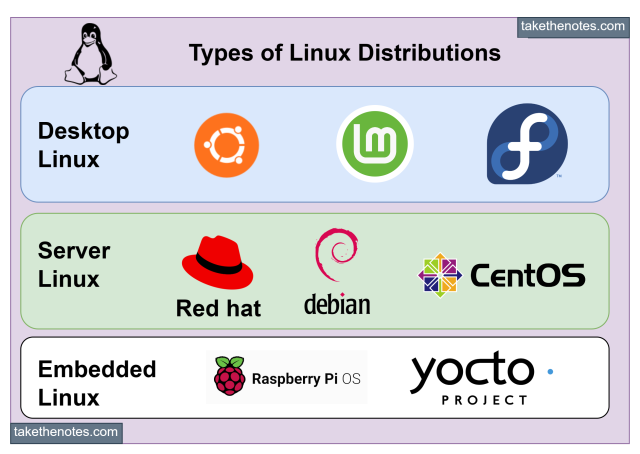 takethenotes.com
Types of Linux Distributions
Desktop
Linux
Server
Linux
Red hat
debian
CentOS
Embedded
Linux
Raspberry Pi OS
yocto
PROJECT
takethenotes.com